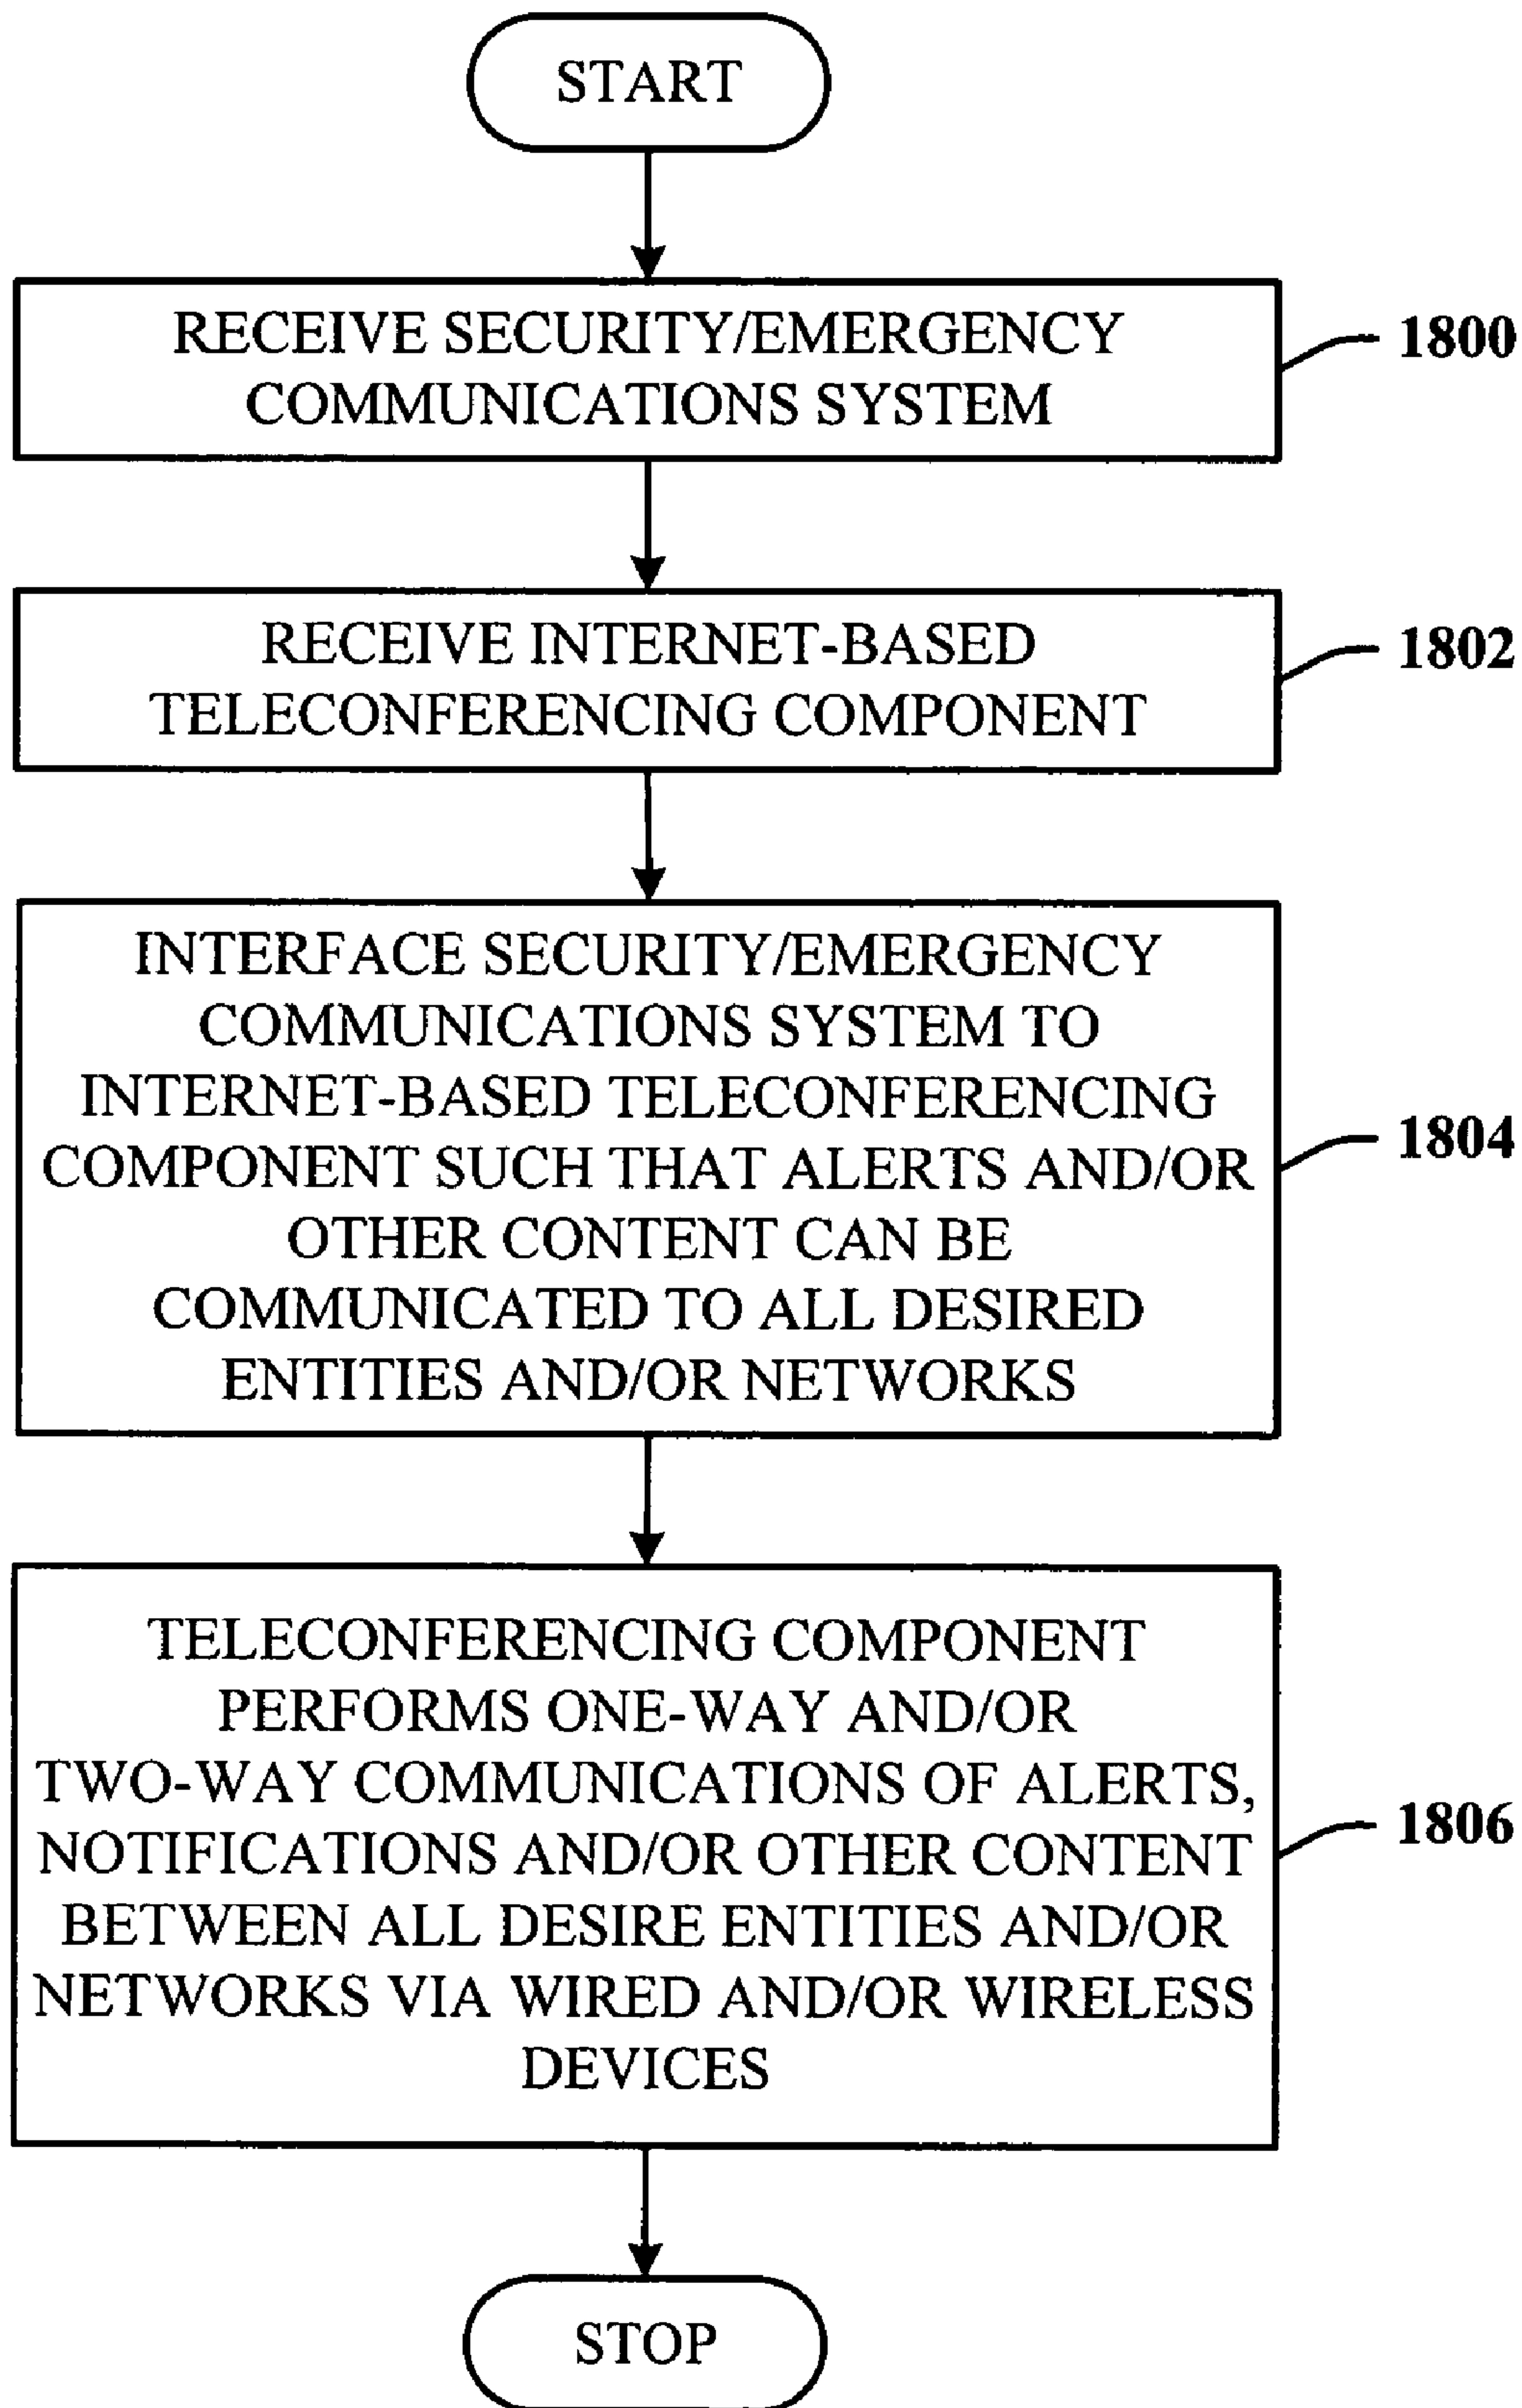 START
RECEIVE SECURITY/EMERGENCY
COMMUNICATIONS SYSTEM
1800
RECEIVE INTERNET-BASED
TELECONFERENCING COMPONENT
1802
INTERFACE SECURITY/EMERGENCY
COMMUNICATIONS SYSTEM TO
INTERNET-BASED TELECONFERENCING
COMPONENT SUCH THAT ALERTS AND/OR
OTHER CONTENT CAN BE
COMMUNICATED TO ALL DESIRED
ENTITIES AND/OR NETWORKS
1804
TELECONFERENCING COMPONENT
PERFORMS ONE-WAY AND/OR
TWO-WAY COMMUNICATIONS OF ALERTS,
NOTIFICATIONS AND/OR OTHER CONTENT
BETWEEN ALL DESIRE ENTITIES AND/OR
NETWORKS VIA WIRED AND/OR WIRELESS
DEVICES
1806
STOP